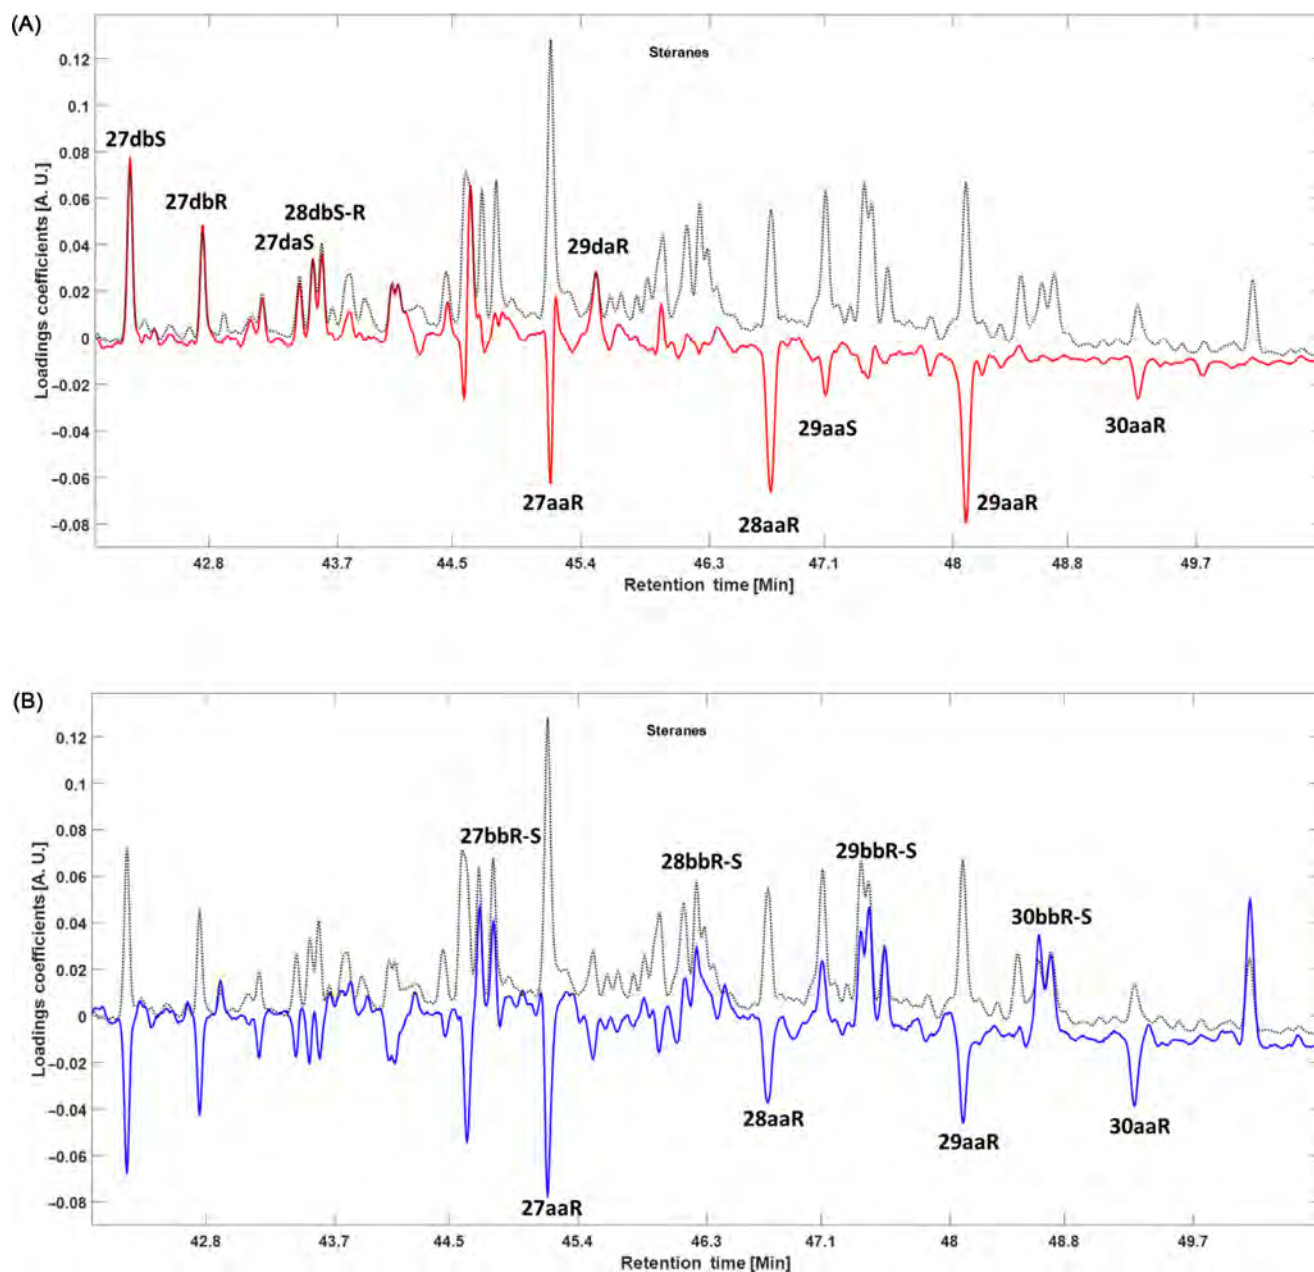 (A)
Steranes
0.12
0.1
0.08
0.06
0.04
0.02
0
−0.02
−0.04
−0.06
−0.08
Loadings coefficients [A. U.]
27dbS
27dbR
27daS
28dbS-R
29daR
27aaR
28aaR
29aaS
29aaR
30aaR
42.8 43.7 44.5 45.4 46.3 47.1 48 48.8 49.7
Retention time [Min]
(B)
Steranes
0.12
0.1
0.08
0.06
0.04
0.02
0
−0.02
−0.04
−0.06
−0.08
Loadings coefficients [A. U.]
27bbR-S
28bbR-S
29bbR-S
30bbR-S
27aaR
28aaR
29aaR
30aaR
42.8 43.7 44.5 45.4 46.3 47.1 48 48.8 49.7
Retention time [Min]